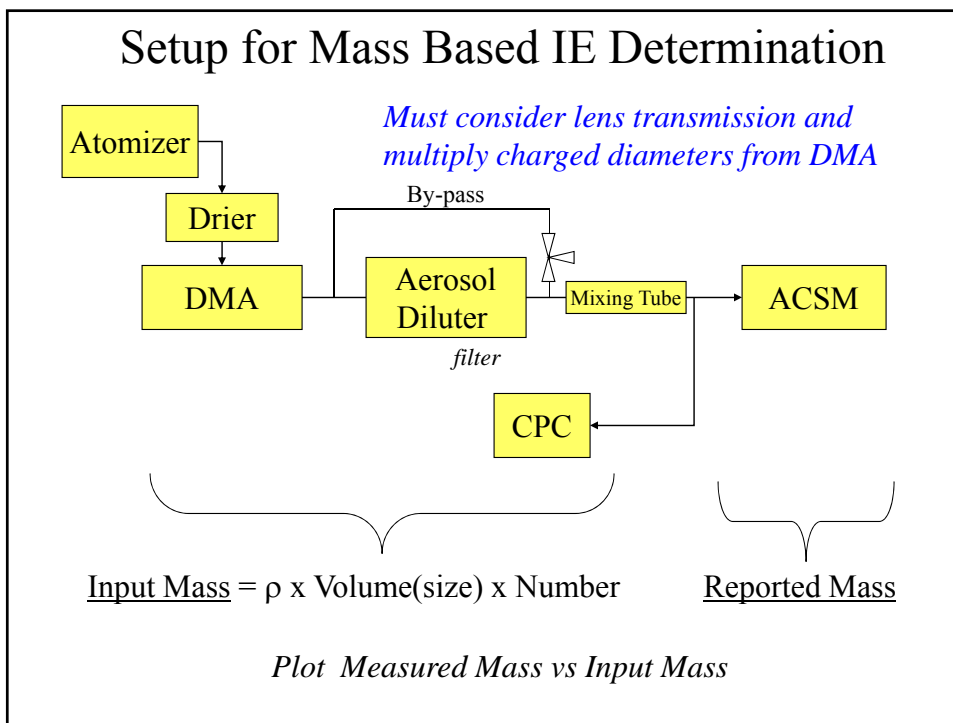 Setup for Mass Based IE Determination
Must consider lens transmission and
multiply charged diameters from DMA
Atomizer
By-pass
Drier
DMA
Aerosol
Diluter
Mixing Tube
ACSM
filter
CPC
Input Mass = ρ x Volume(size) x Number
Reported Mass
Plot Measured Mass vs Input Mass